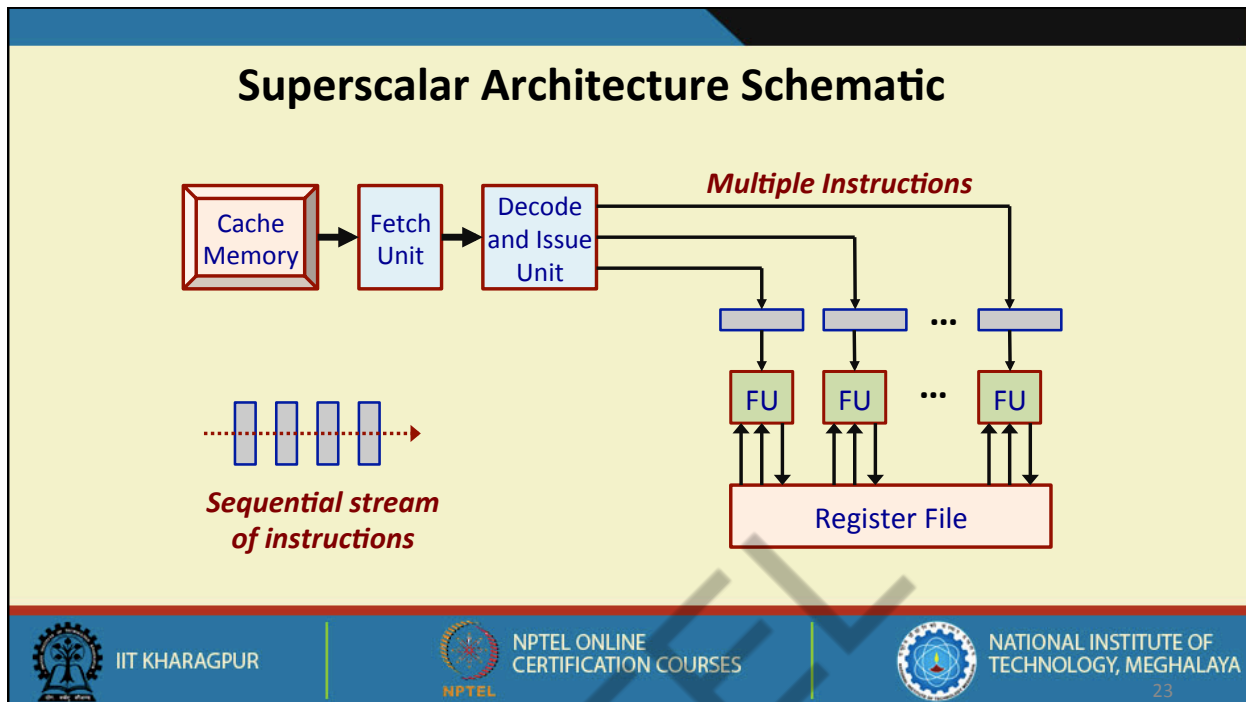 Superscalar Architecture Schematic
Multiple Instructions
Cache
Memory
Fetch
Unit
Decode
and Issue
Unit
...
FU
FU
...
FU
Register File
Sequential stream
of instructions
NPTEL
IIT KHARAGPUR
NPTEL
NPTEL ONLINE
CERTIFICATION COURSES
NATIONAL INSTITUTE OF
TECHNOLOGY, MEGHALAYA
23